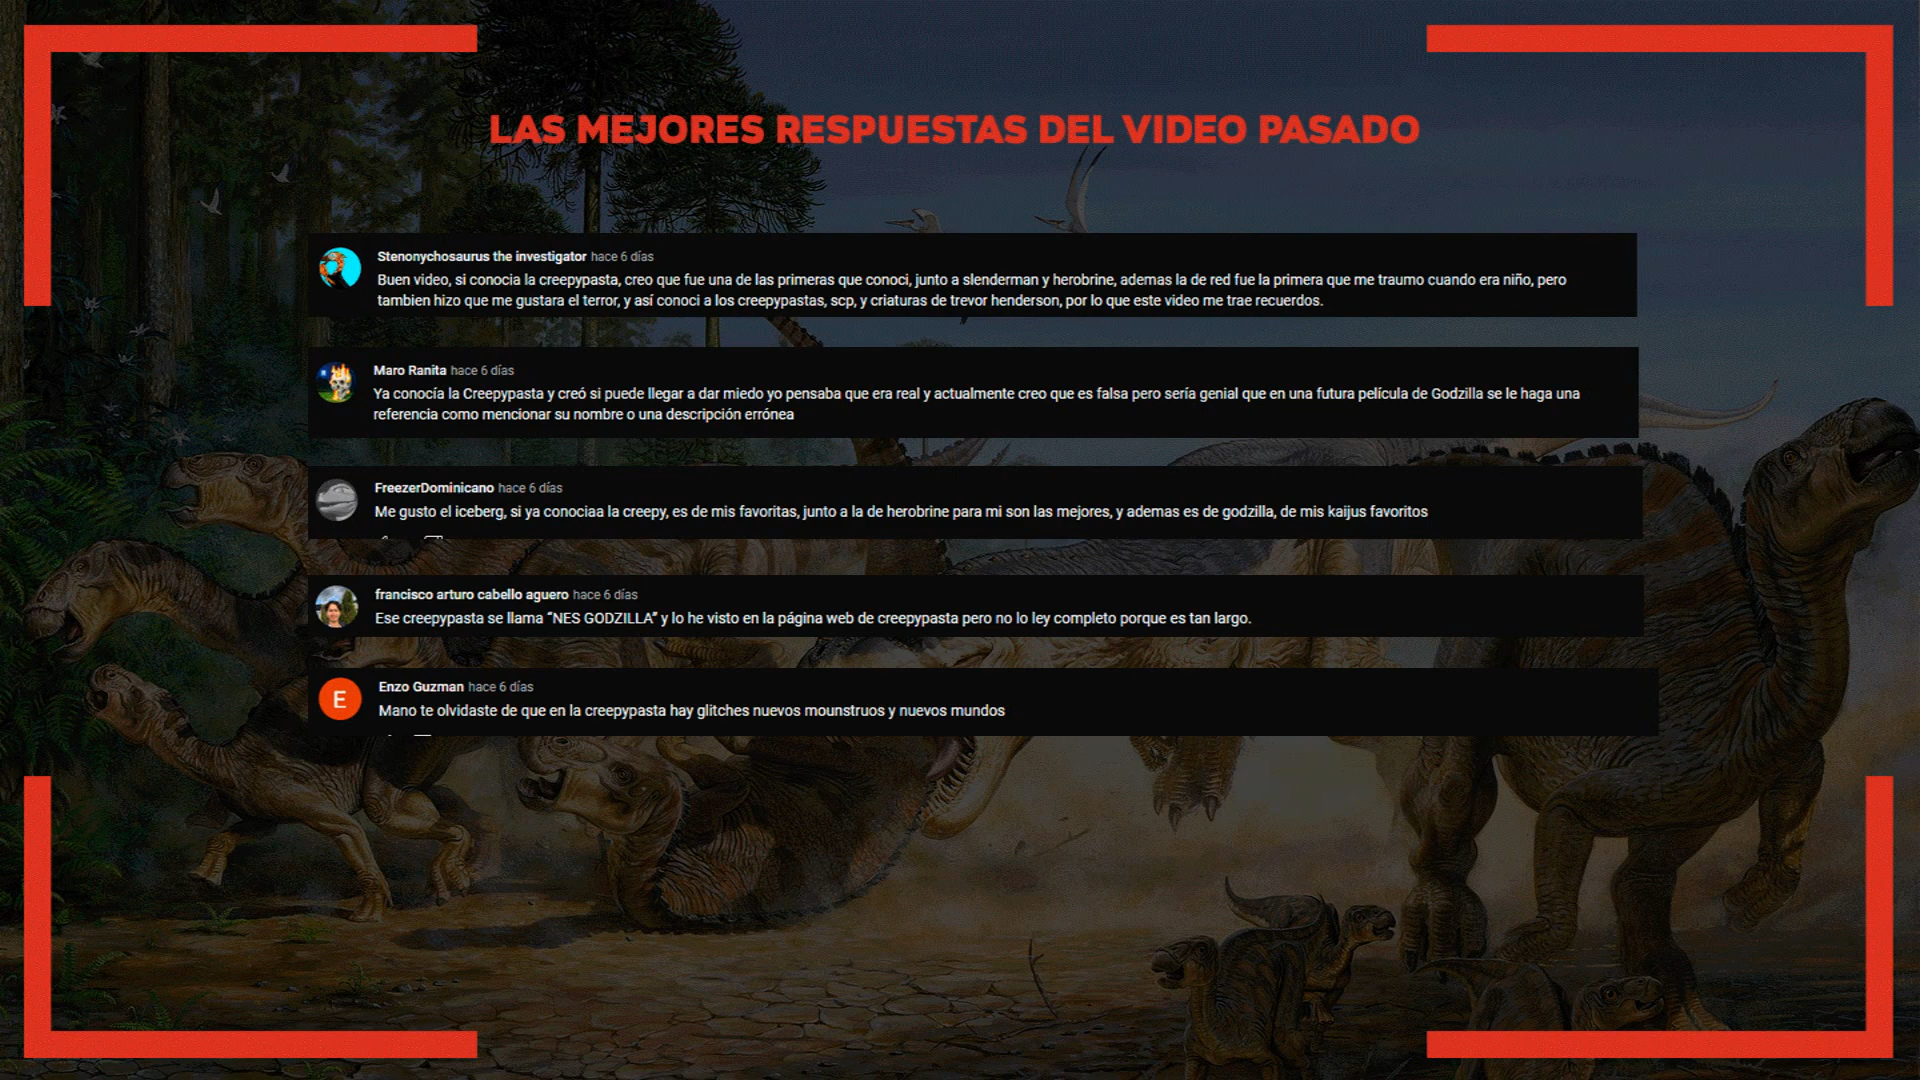 LAS MEJORES RESPUESTAS DEL VIDEO PASADO
Stenonychosaurus the investigator hace 6 días
Buen video, si conocia la creepypasta, creo que fue una de las primeras que conoci, junto a slenderman y herobrine, ademas la de red fue la primera que me traumo cuando era niño, pero
tambien hizo que me gustara el terror, y así conoci a los creepypastas, scp, y criaturas de trevor henderson, por lo que este video me trae recuerdos.
Maro Ranita hace 6 días
Ya conocía la Creepypasta y creó si puede llegar a dar miedo yo pensaba que era real y actualmente creo que es falsa pero sería genial que en una futura película de Godzilla se le haga una
referencia como mencionar su nombre o una descripción errónea
FreezerDominicano hace 6 días
Me gusto el iceberg, si ya conociaa la creepy, es de mis favoritas, junto a la de herobrine para mi son las mejores, y ademas es de godzilla, de mis kaijus favoritos
francisco arturo cabello aguero hace 6 días
Ese creepypasta se llama “NES GODZILLA” y lo he visto en la página web de creepypasta pero no lo ley completo porque es tan largo.
E
Enzo Guzman hace 6 días
Mano te olvidaste de que en la creepypasta hay glitches nuevos mounstruos y nuevos mundos